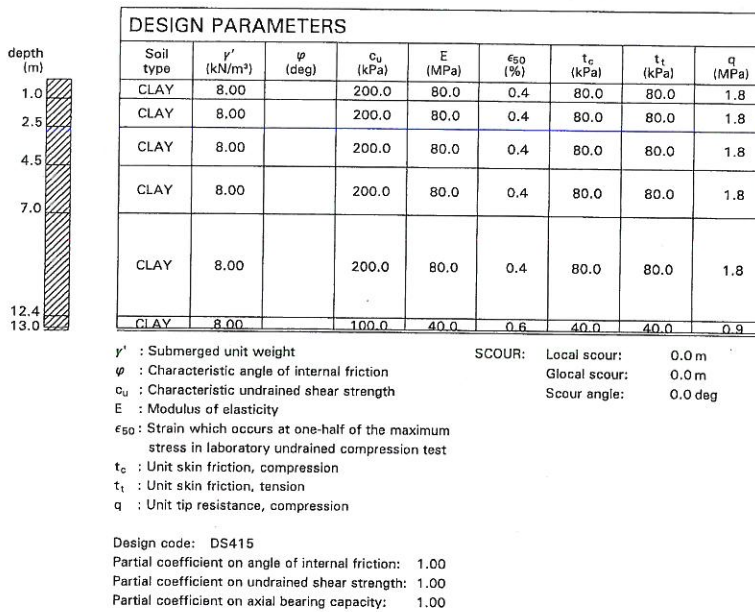 DESIGN PARAMETERS
depth (m)
Soil type γ' (kN/m³) φ (deg) cu (kPa) E (MPa) ε50 (%) tc (kPa) tt (kPa) q (MPa)
1.0 CLAY 8.00 200.0 80.0 0.4 80.0 80.0 1.8
2.5 CLAY 8.00 200.0 80.0 0.4 80.0 80.0 1.8
4.5 CLAY 8.00 200.0 80.0 0.4 80.0 80.0 1.8
7.0 CLAY 8.00 200.0 80.0 0.4 80.0 80.0 1.8
12.4 CLAY 8.00 200.0 80.0 0.4 80.0 80.0 1.8
13.0 CLAY 8.00 100.0 40.0 0.6 40.0 40.0 0.9
γ' : Submerged unit weight
φ : Characteristic angle of internal friction
cu : Characteristic undrained shear strength
E : Modulus of elasticity
ε50 : Strain which occurs at one-half of the maximum
stress in laboratory undrained compression test
tc : Unit skin friction, compression
tt : Unit skin friction, tension
q : Unit tip resistance, compression
SCOUR: Local scour: 0.0 m
Glocal scour: 0.0 m
Scour angle: 0.0 deg
Design code: DS415
Partial coefficient on angle of internal friction: 1.00
Partial coefficient on undrained shear strength: 1.00
Partial coefficient on axial bearing capacity: 1.00